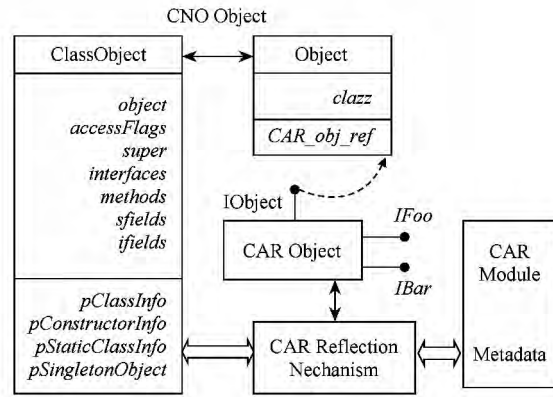 CNO Object
ClassObject
object
accessFlags
super
interfaces
methods
sfields
ifields
pClassInfo
pConstructorInfo
pStaticClassInfo
pSingletonObject
Object
clazz
CAR_obj_ref
IObject
CAR Object
IFoo
IBar
CAR Reflection
Nechanism
CAR
Module
Metadata